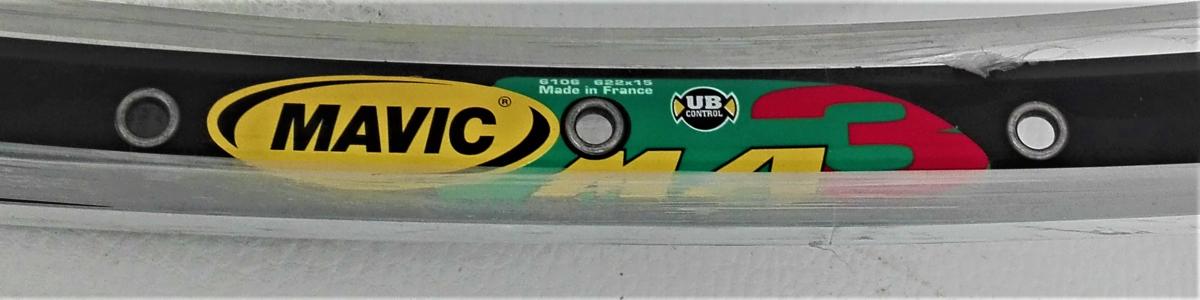 MAVIC®
6106 622x15
Made in France
UB
CONTROL
MA3